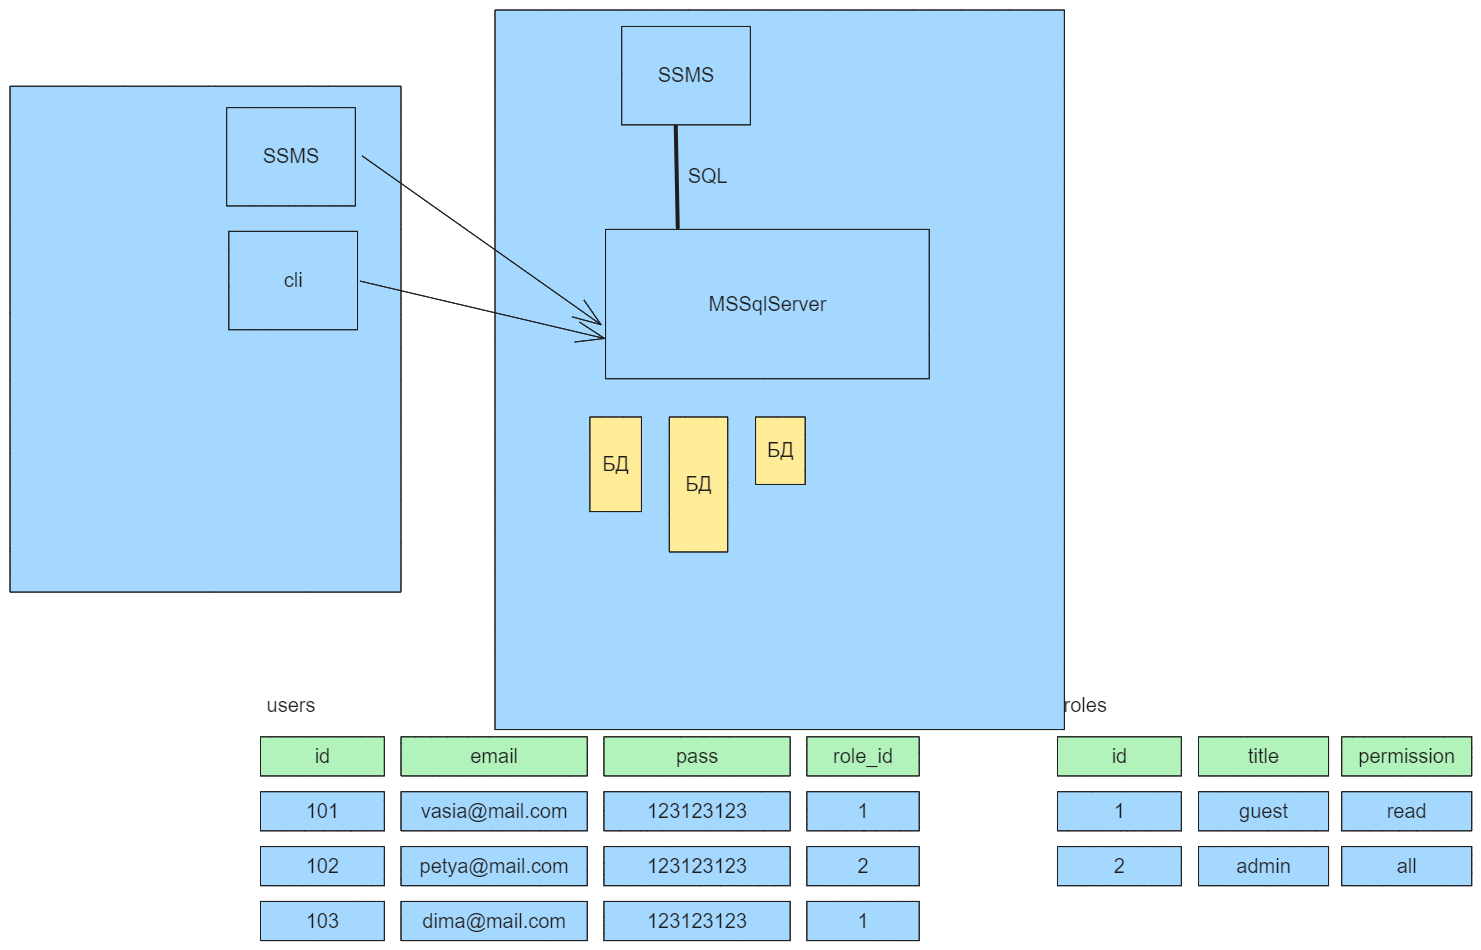 SSMS
SSMS
SQL
cli
MSSqlServer
БД
БД
БД
users
id email pass role_id
101 vasia@mail.com 123123123 1
102 petya@mail.com 123123123 2
103 dima@mail.com 123123123 1
roles
id title permission
1 guest read
2 admin all